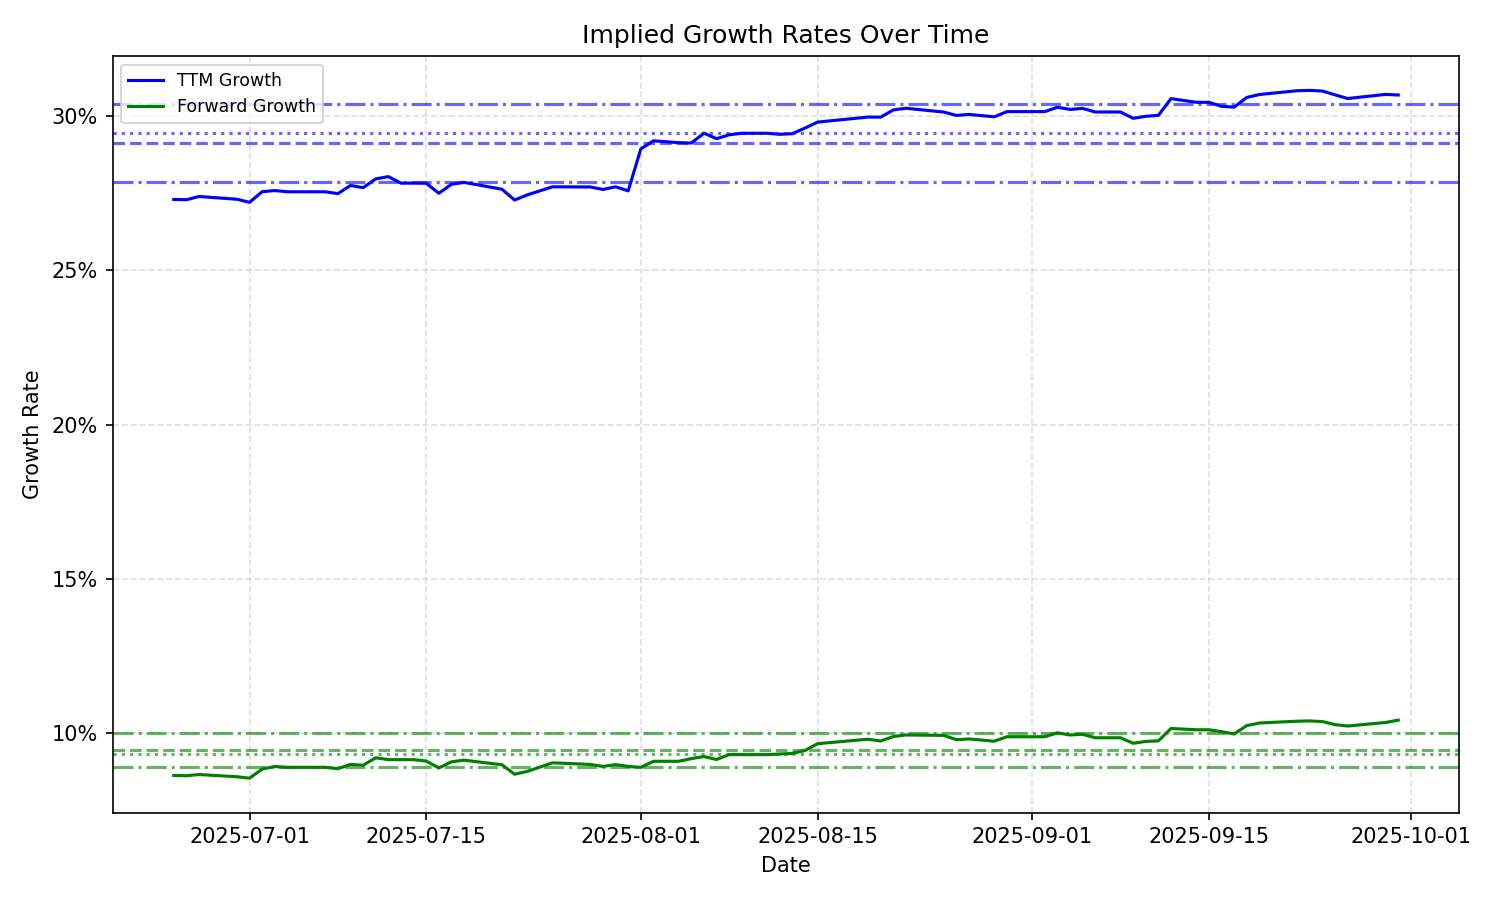 Implied Growth Rates Over Time
TTM Growth
Forward Growth
30%
25%
20%
15%
10%
Growth Rate
2025-07-01
2025-07-15
2025-08-01
2025-08-15
2025-09-01
2025-09-15
2025-10-01
Date